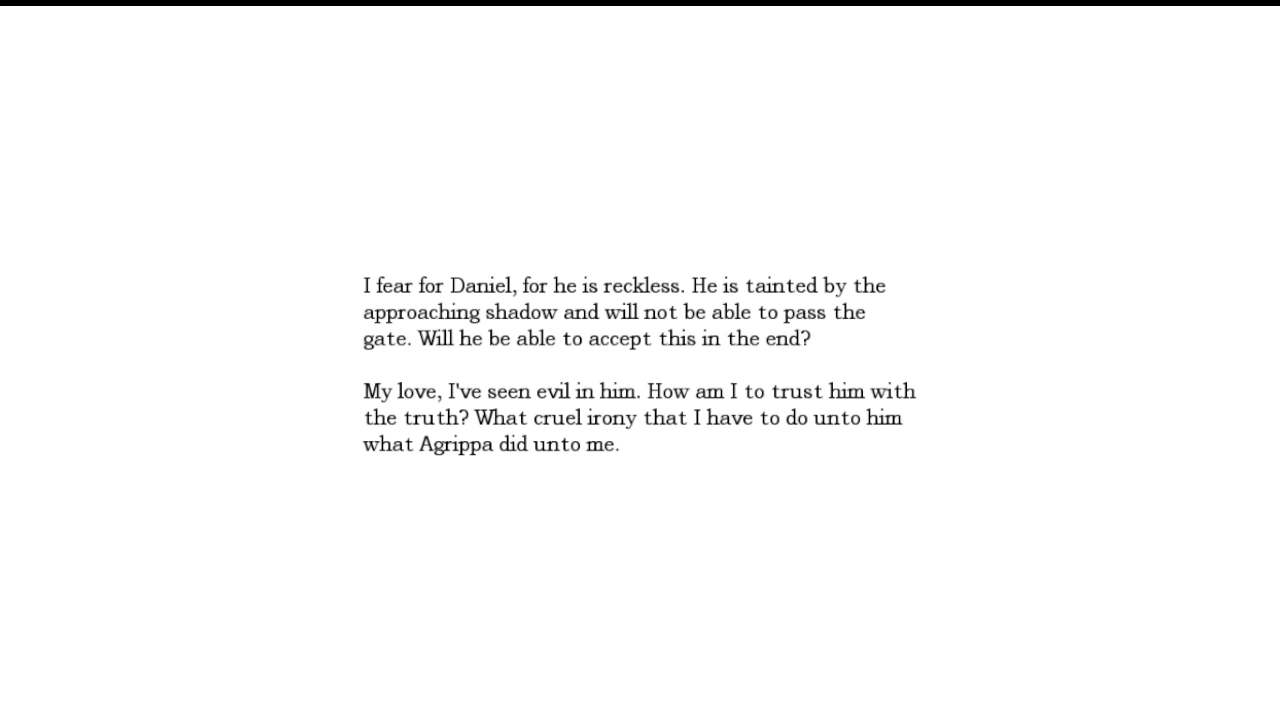 I fear for Daniel, for he is reckless. He is tainted by the
approaching shadow and will not be able to pass the
gate. Will he be able to accept this in the end?
My love, I've seen evil in him. How am I to trust him with
the truth? What cruel irony that I have to do unto him
what Agrippa did unto me.